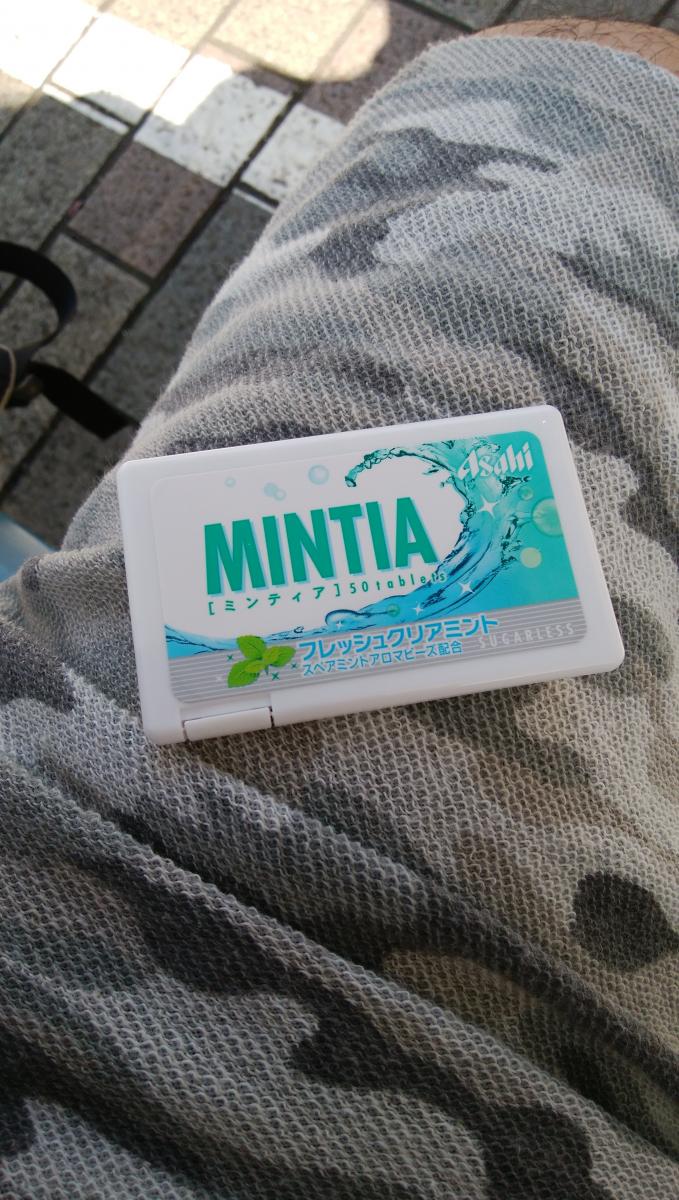 Asahi
MINTIA
[ミンティア] 50tablets
フレッシュクリアミント
スペアミントアロマビーズ配合
SUGARLESS